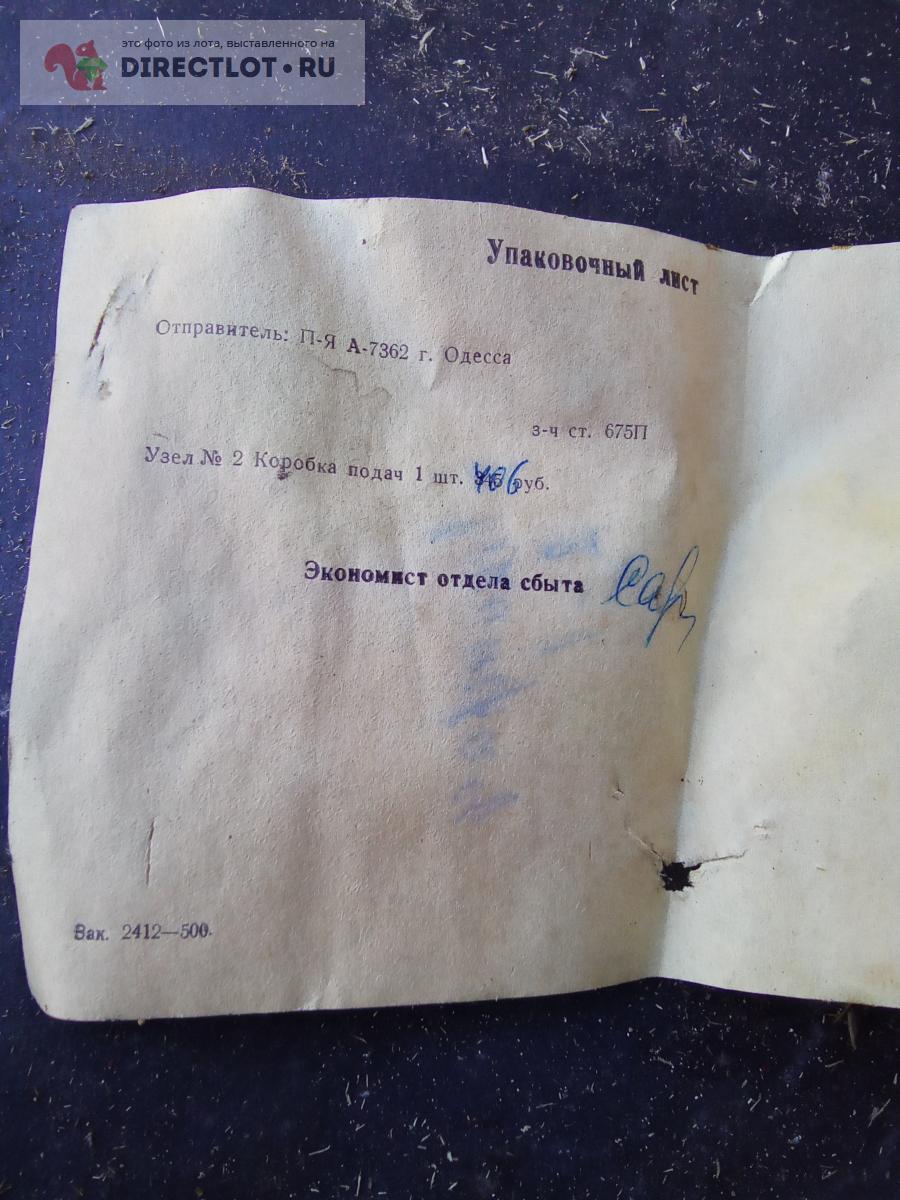 это фото из лота, выставленного на
DIRECTLOT•RU
Упаковочный лист
Отправитель: П-Я А-7362 г. Одесса
з-ч ст. 675П
Узел № 2 Коробка подач 1 шт. 406 руб.
Экономист отдела сбыта
Зак. 2412—500.